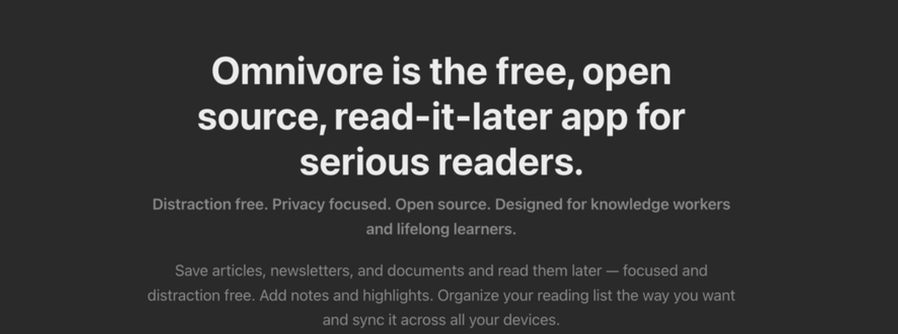 Omnivore is the free, open
source, read-it-later app for
serious readers.
Distraction free. Privacy focused. Open source. Designed for knowledge workers
and lifelong learners.
Save articles, newsletters, and documents and read them later — focused and
distraction free. Add notes and highlights. Organize your reading list the way you want
and sync it across all your devices.